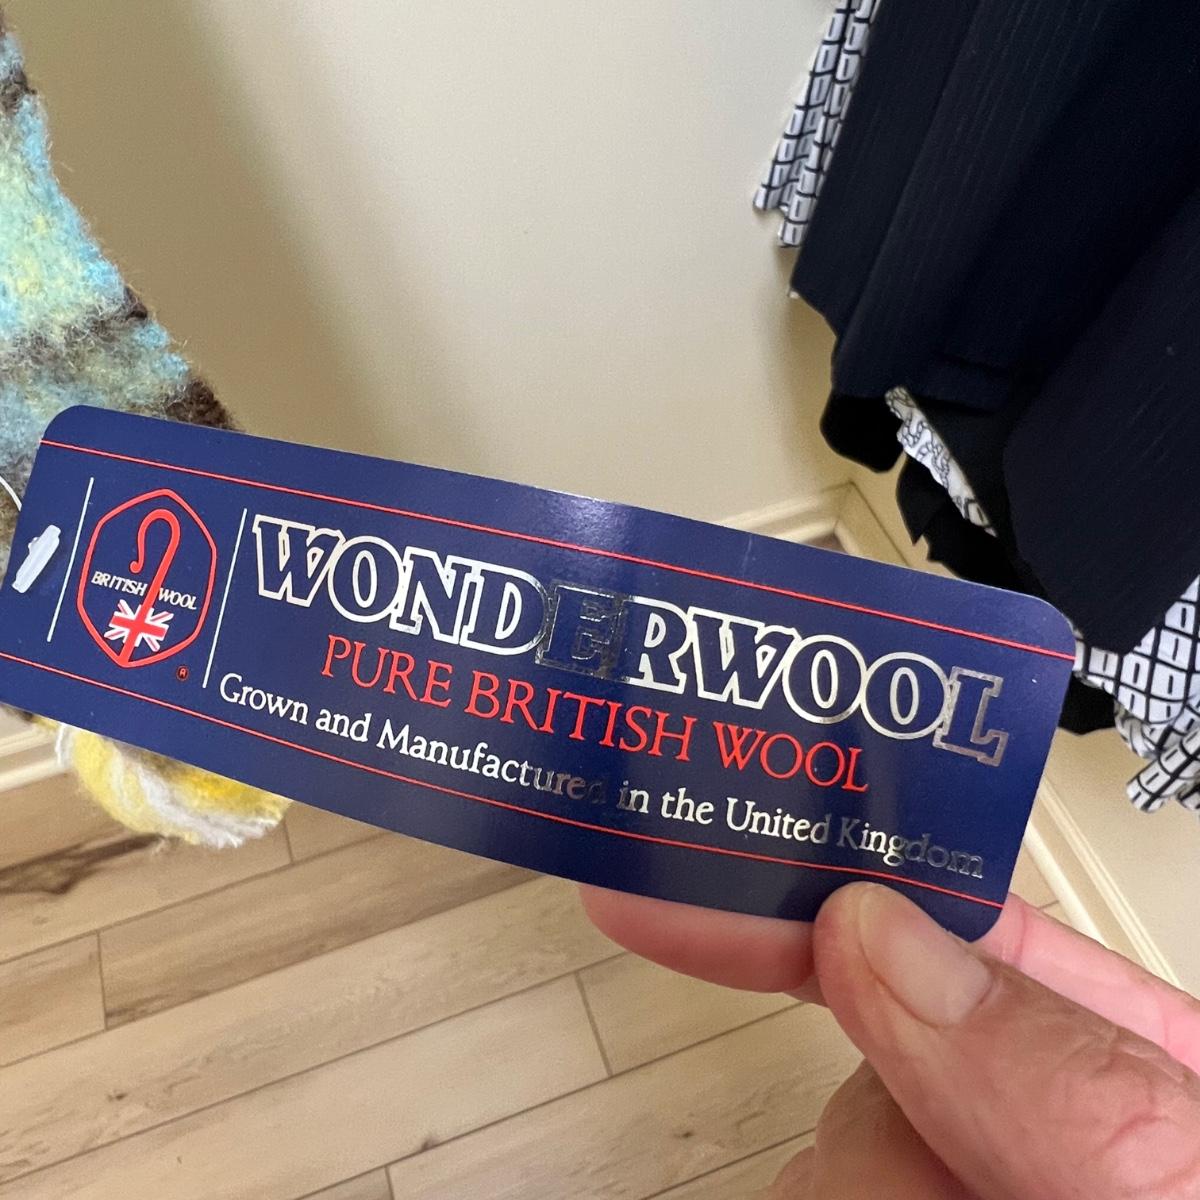 BRITISH WOOL
®
WONDERWOOL
PURE BRITISH WOOL
Grown and Manufactured in the United Kingdom